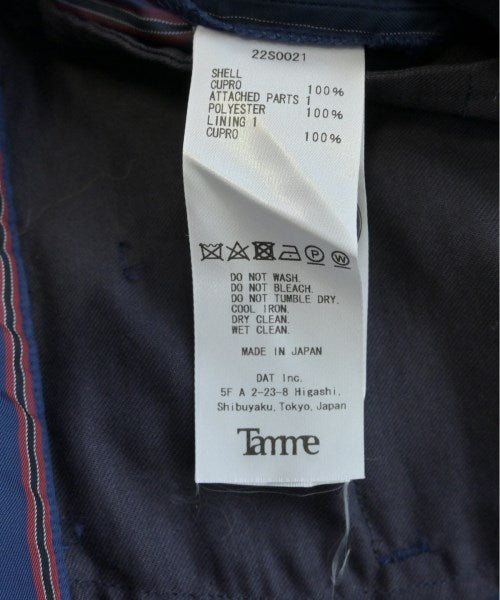 22S0021
SHELL
CUPRO 100%
ATTACHED PARTS 1
POLYESTER 100%
LINING 1
CUPRO 100%
P W
DO NOT WASH.
DO NOT BLEACH.
DO NOT TUMBLE DRY.
COOL IRON.
DRY CLEAN.
WET CLEAN.
MADE IN JAPAN
DAT Inc.
5F A 2-23-8 Higashi,
Shibuyaku, Tokyo, Japan
Tamme